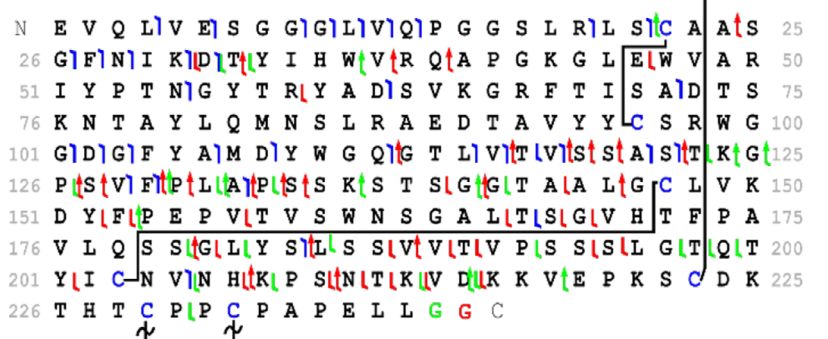 N E V Q L V E S G G G L V Q P G G S L R L S C A A S 25
26 G F N I K D T Y I H W V R Q A P G K G L E W V A R 50
51 I Y P T N G Y T R Y A D S V K G R F T I S A D T S 75
76 K N T A Y L Q M N S L R A E D T A V Y Y C S R W G 100
101 G D G F Y A M D Y W G Q G T L V T V S S A S T K G 125
126 P S V F P L A P S S K S T S G G T A A L G C L V K 150
151 D Y F P E P V T V S W N S G A L T S G V H T F P A 175
176 V L Q S S G L Y S L S S V V T V P S S S L G T Q T 200
201 Y I C N V N H K P S N T K V D K K V E P K S C D K 225
226 T H T C P P C P A P E L L G G C